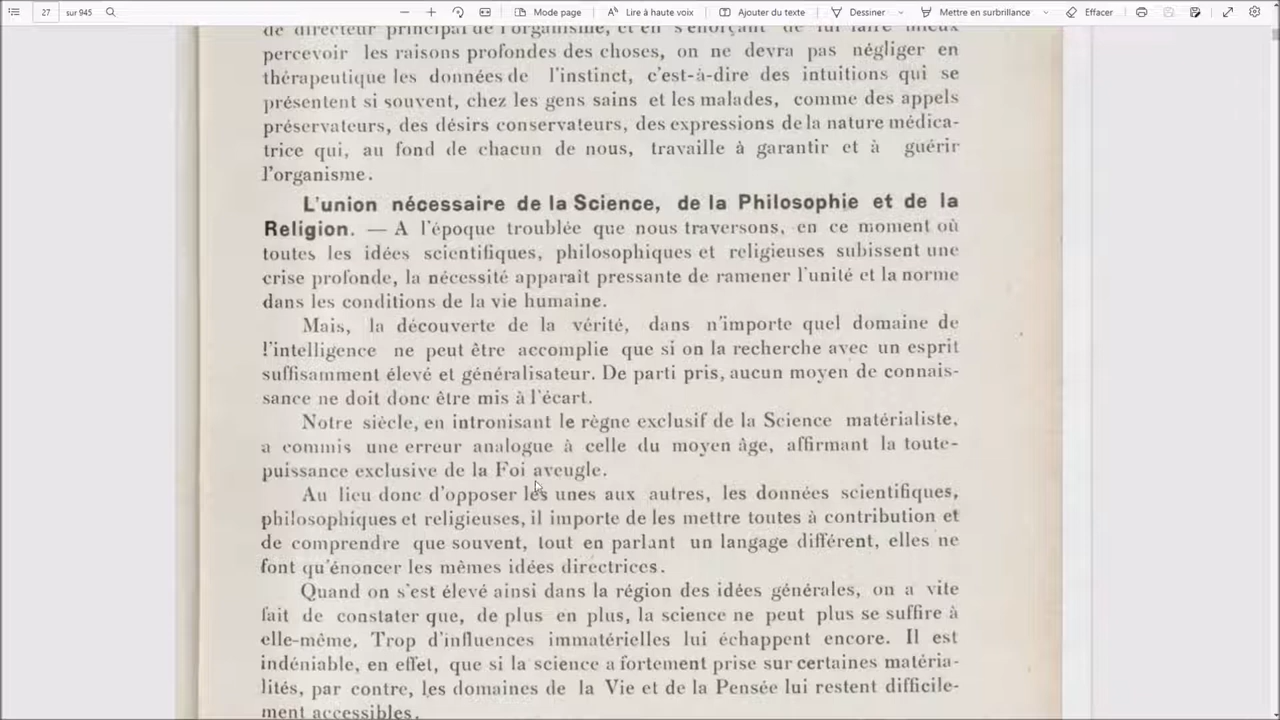 27 sur 945 Mode page Lire à haute voix Ajouter du texte Dessiner Mettre en surbrillance Effacer
de directeur principal de l'organisme, et en s'efforçant de lui faire mieux
percevoir les raisons profondes des choses, on ne devra pas négliger en
thérapeutique les données de l'instinct, c'est-à-dire des intuitions qui se
présentent si souvent, chez les gens sains et les malades, comme des appels
préservateurs, des désirs conservateurs, des expressions de la nature médica-
trice qui, au fond de chacun de nous, travaille à garantir et à guérir
l'organisme.
L'union nécessaire de la Science, de la Philosophie et de la
Religion. — A l'époque troublée que nous traversons, en ce moment où
toutes les idées scientifiques, philosophiques et religieuses subissent une
crise profonde, la nécessité apparaît pressante de ramener l'unité et la norme
dans les conditions de la vie humaine.
Mais, la découverte de la vérité, dans n'importe quel domaine de
l'intelligence ne peut être accomplie que si on la recherche avec un esprit
suffisamment élevé et généralisateur. De parti pris, aucun moyen de connais-
sance ne doit donc être mis à l'écart.
Notre siècle, en intronisant le règne exclusif de la Science matérialiste,
a commis une erreur analogue à celle du moyen âge, affirmant la toute-
puissance exclusive de la Foi aveugle.
Au lieu donc d'opposer les unes aux autres, les données scientifiques,
philosophiques et religieuses, il importe de les mettre toutes à contribution et
de comprendre que souvent, tout en parlant un langage différent, elles ne
font qu'énoncer les mêmes idées directrices.
Quand on s'est élevé ainsi dans la région des idées générales, on a vite
fait de constater que, de plus en plus, la science ne peut plus se suffire à
elle-même. Trop d'influences immatérielles lui échappent encore. Il est
indéniable, en effet, que si la science a fortement prise sur certaines matéria-
lités, par contre, les domaines de la Vie et de la Pensée lui restent difficile-
ment accessibles.